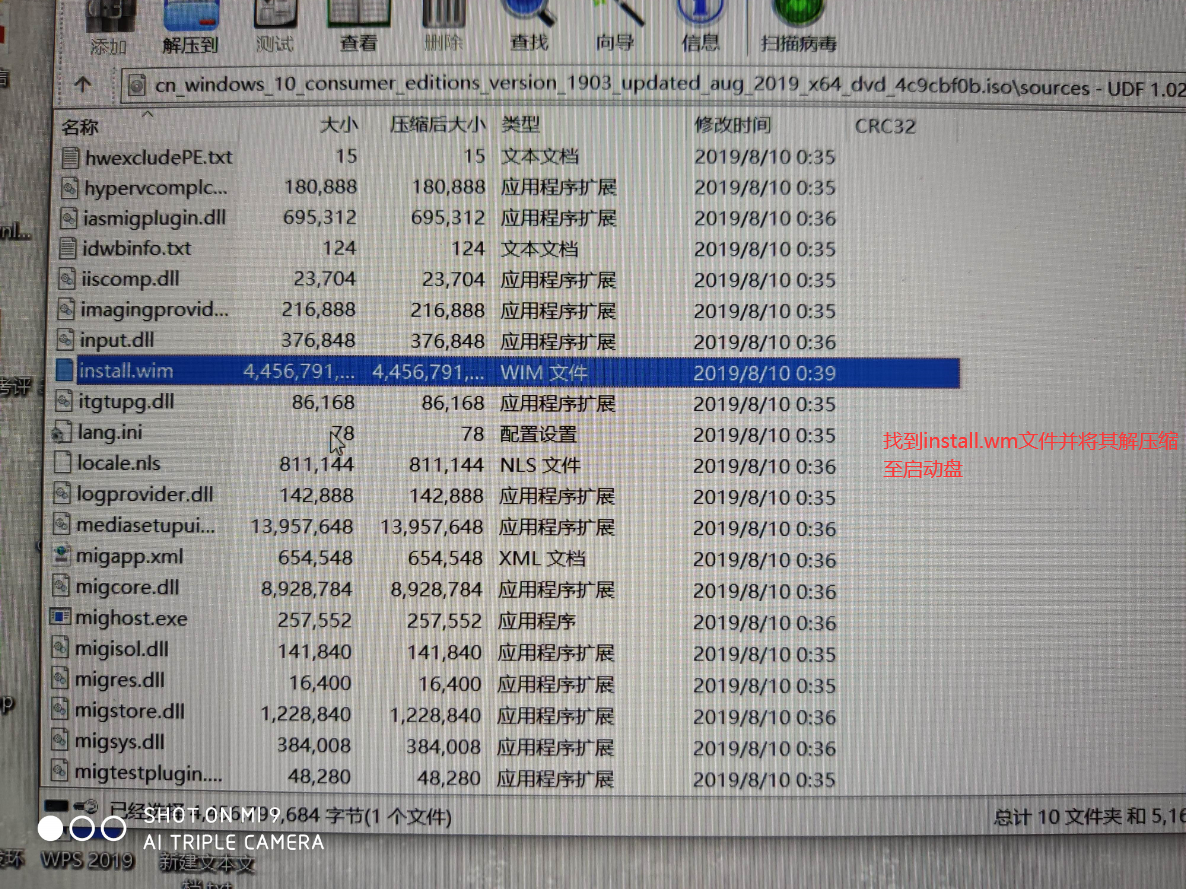 添加 解压到 测试 查看 删除 查找 向导 信息 扫描病毒
cn_windows_10_consumer_editions_version_1903_updated_aug_2019_x64_dvd_4c9cbf0b.iso\sources - UDF 1.02
名称 大小 压缩后大小 类型 修改时间 CRC32
hwexcludePE.txt 15 15 文本文档 2019/8/10 0:35
hypervcomplc... 180,888 180,888 应用程序扩展 2019/8/10 0:35
iasmigplugin.dll 695,312 695,312 应用程序扩展 2019/8/10 0:36
idwbinfo.txt 124 124 文本文档 2019/8/10 0:35
iiscomp.dll 23,704 23,704 应用程序扩展 2019/8/10 0:35
imagingprovid... 216,888 216,888 应用程序扩展 2019/8/10 0:35
input.dll 376,848 376,848 应用程序扩展 2019/8/10 0:36
install.wim 4,456,791,... 4,456,791,... WIM 文件 2019/8/10 0:39
itgtupg.dll 86,168 86,168 应用程序扩展 2019/8/10 0:35
lang.ini 78 78 配置设置 2019/8/10 0:35
找到install.wm文件并将其解压缩
至启动盘
locale.nls 811,144 811,144 NLS 文件 2019/8/10 0:36
logprovider.dll 142,888 142,888 应用程序扩展 2019/8/10 0:35
mediasetupui... 13,957,648 13,957,648 应用程序扩展 2019/8/10 0:36
migapp.xml 654,548 654,548 XML 文档 2019/8/10 0:36
migcore.dll 8,928,784 8,928,784 应用程序扩展 2019/8/10 0:36
mighost.exe 257,552 257,552 应用程序 2019/8/10 0:36
migisol.dll 141,840 141,840 应用程序扩展 2019/8/10 0:35
migres.dll 16,400 16,400 应用程序扩展 2019/8/10 0:35
migstore.dll 1,228,840 1,228,840 应用程序扩展 2019/8/10 0:36
migsys.dll 384,008 384,008 应用程序扩展 2019/8/10 0:36
migtestplugin.... 48,280 48,280 应用程序扩展 2019/8/10 0:35
已经选择 字节(1 个文件) 总计 10 文件夹 和 5,16
SHOT ON MI 9
AI TRIPLE CAMERA
WPS 2019 新建文本文
档.txt